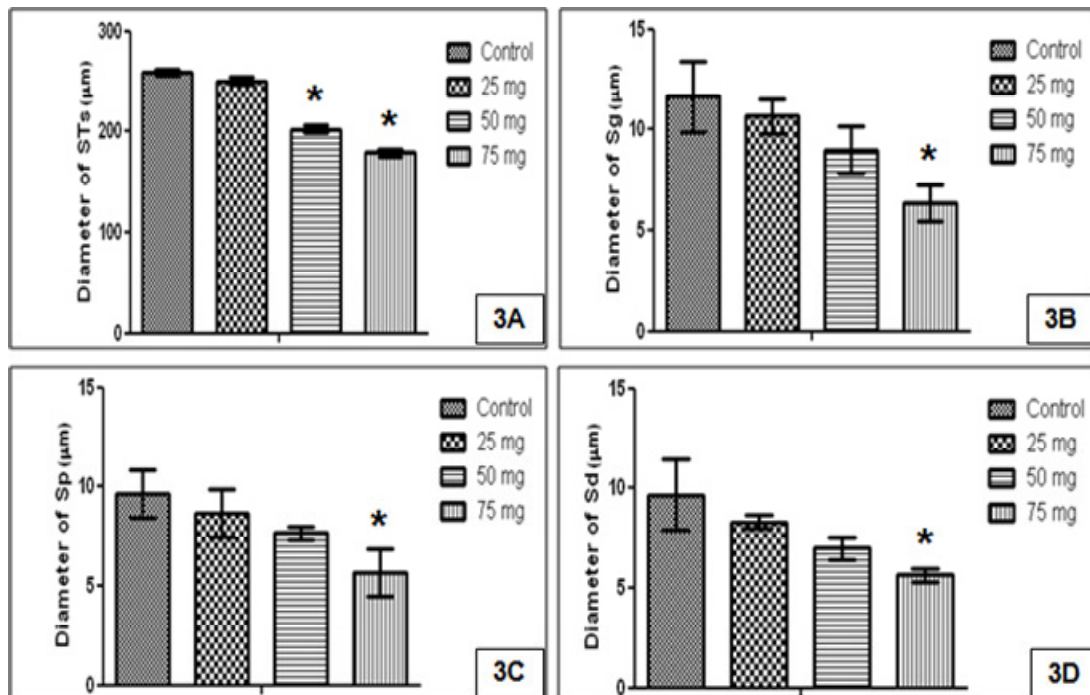 Diameter of STs (µm)
300
200
100
0
*
*
Control
25 mg
50 mg
75 mg
3A
Diameter of Sg (µm)
15
10
5
0
*
Control
25 mg
50 mg
75 mg
3B
Diameter of Sp (µm)
15
10
5
0
*
Control
25 mg
50 mg
75 mg
3C
Diameter of Sd (µm)
15
10
5
0
*
Control
25 mg
50 mg
75 mg
3D